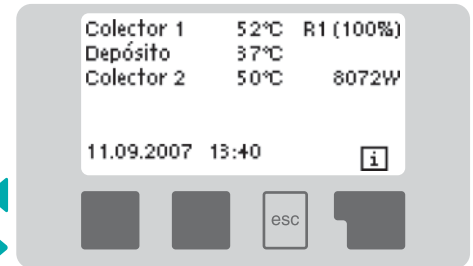 Colector 1 52°C R1 (100%)
Depósito 37°C
Colector 2 50°C 8072W
11.09.2007 13:40 i
esc